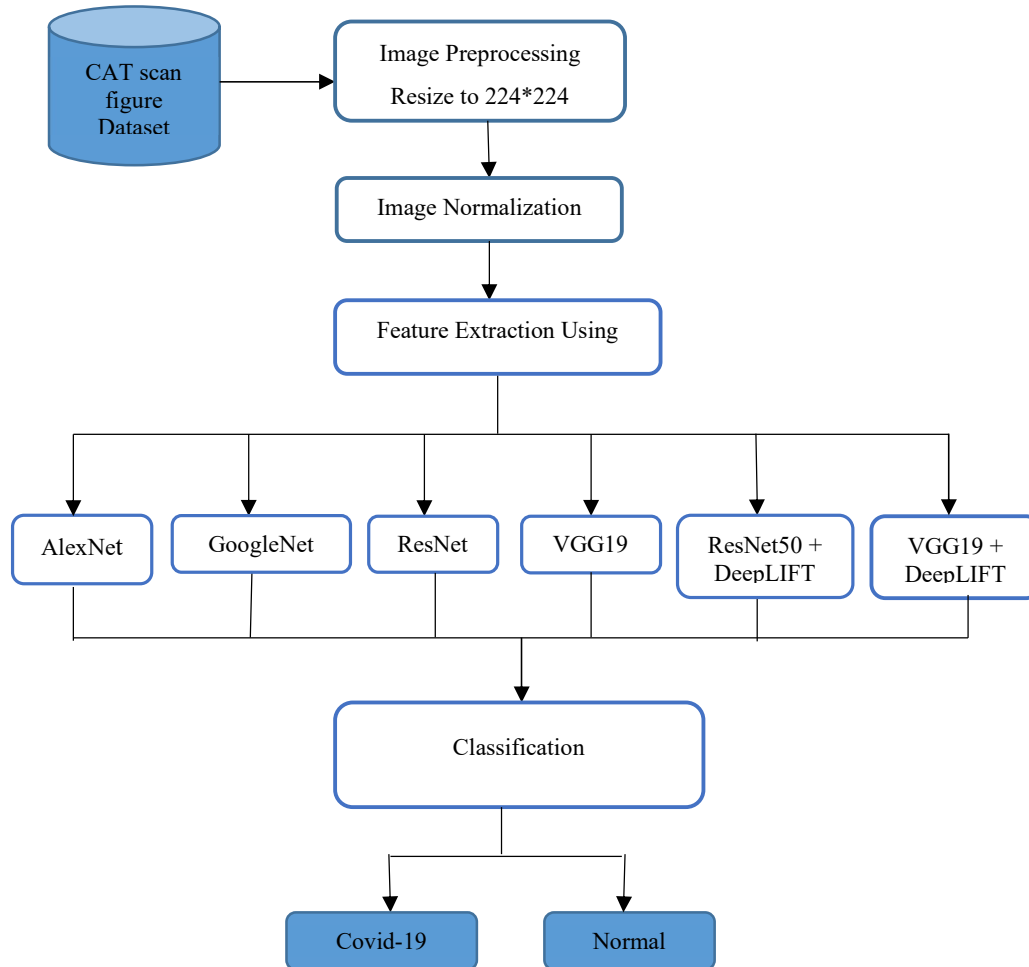 CAT scan
figure
Dataset
Image Preprocessing
Resize to 224*224
Image Normalization
Feature Extraction Using
AlexNet
GoogleNet
ResNet
VGG19
ResNet50 +
DeepLIFT
VGG19 +
DeepLIFT
Classification
Covid-19
Normal